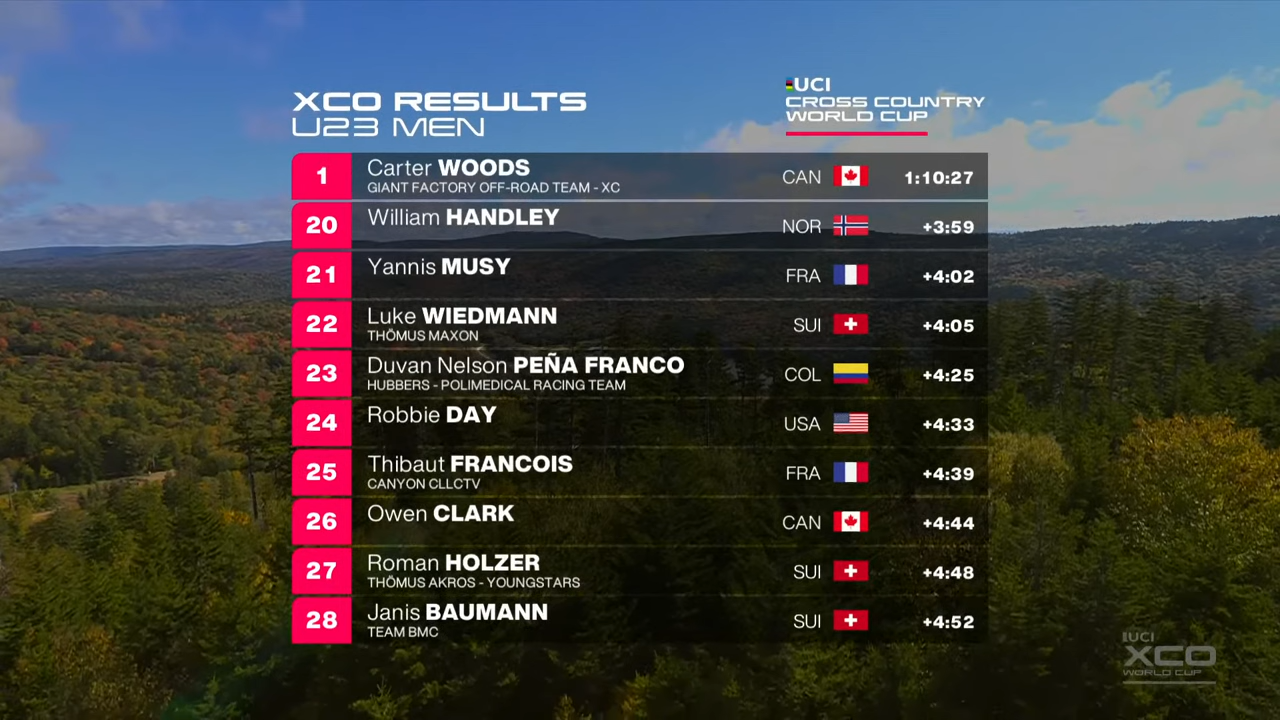 XCO RESULTS
U23 MEN
UCI
CROSS COUNTRY
WORLD CUP
1 Carter WOODS CAN 1:10:27
GIANT FACTORY OFF-ROAD TEAM - XC
20 William HANDLEY NOR +3:59
21 Yannis MUSY FRA +4:02
22 Luke WIEDMANN SUI +4:05
THÖMUS MAXON
23 Duvan Nelson PEÑA FRANCO COL +4:25
HUBBERS - POLIMEDICAL RACING TEAM
24 Robbie DAY USA +4:33
25 Thibaut FRANCOIS FRA +4:39
CANYON CLLCTV
26 Owen CLARK CAN +4:44
27 Roman HOLZER SUI +4:48
THÖMUS AKROS - YOUNGSTARS
28 Janis BAUMANN SUI +4:52
TEAM BMC
UCI
XCO
WORLD CUP